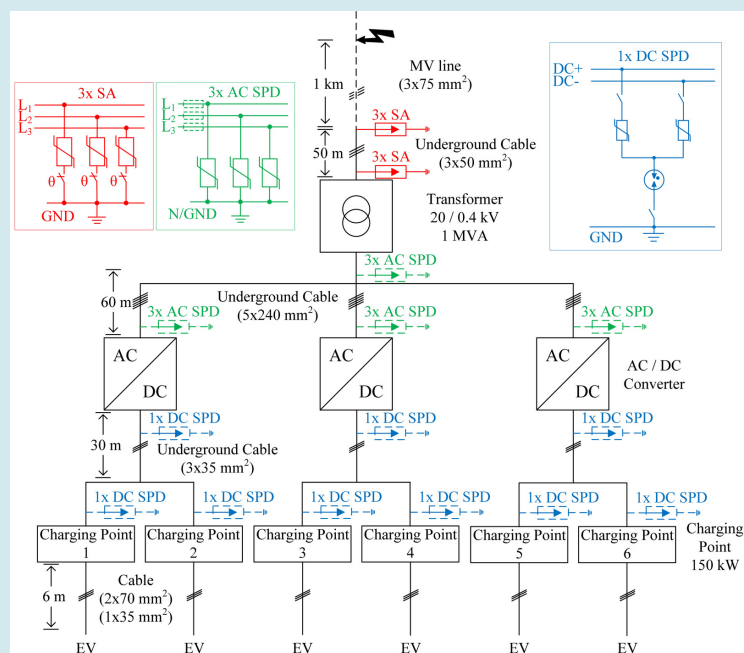 1 km
MV line
(3x75 mm²)
3x SA
L₁
L₂
L₃
θ
θ
θ
GND
3x AC SPD
L₁
L₂
L₃
N/GND
1x DC SPD
DC+
DC-
GND
3x SA
50 m
Underground Cable
(3x50 mm²)
3x SA
Transformer
20 / 0.4 kV
1 MVA
3x AC SPD
60 m
Underground Cable
(5x240 mm²)
3x AC SPD
3x AC SPD
3x AC SPD
AC
DC
AC
DC
AC
DC
AC / DC
Converter
1x DC SPD
1x DC SPD
1x DC SPD
30 m
Underground Cable
(3x35 mm²)
1x DC SPD
1x DC SPD
1x DC SPD
1x DC SPD
1x DC SPD
1x DC SPD
Charging Point
1
Charging Point
2
Charging Point
3
Charging Point
4
Charging Point
5
Charging Point
6
Charging
Point
150 kW
6 m
Cable
(2x70 mm²)
(1x35 mm²)
EV
EV
EV
EV
EV
EV